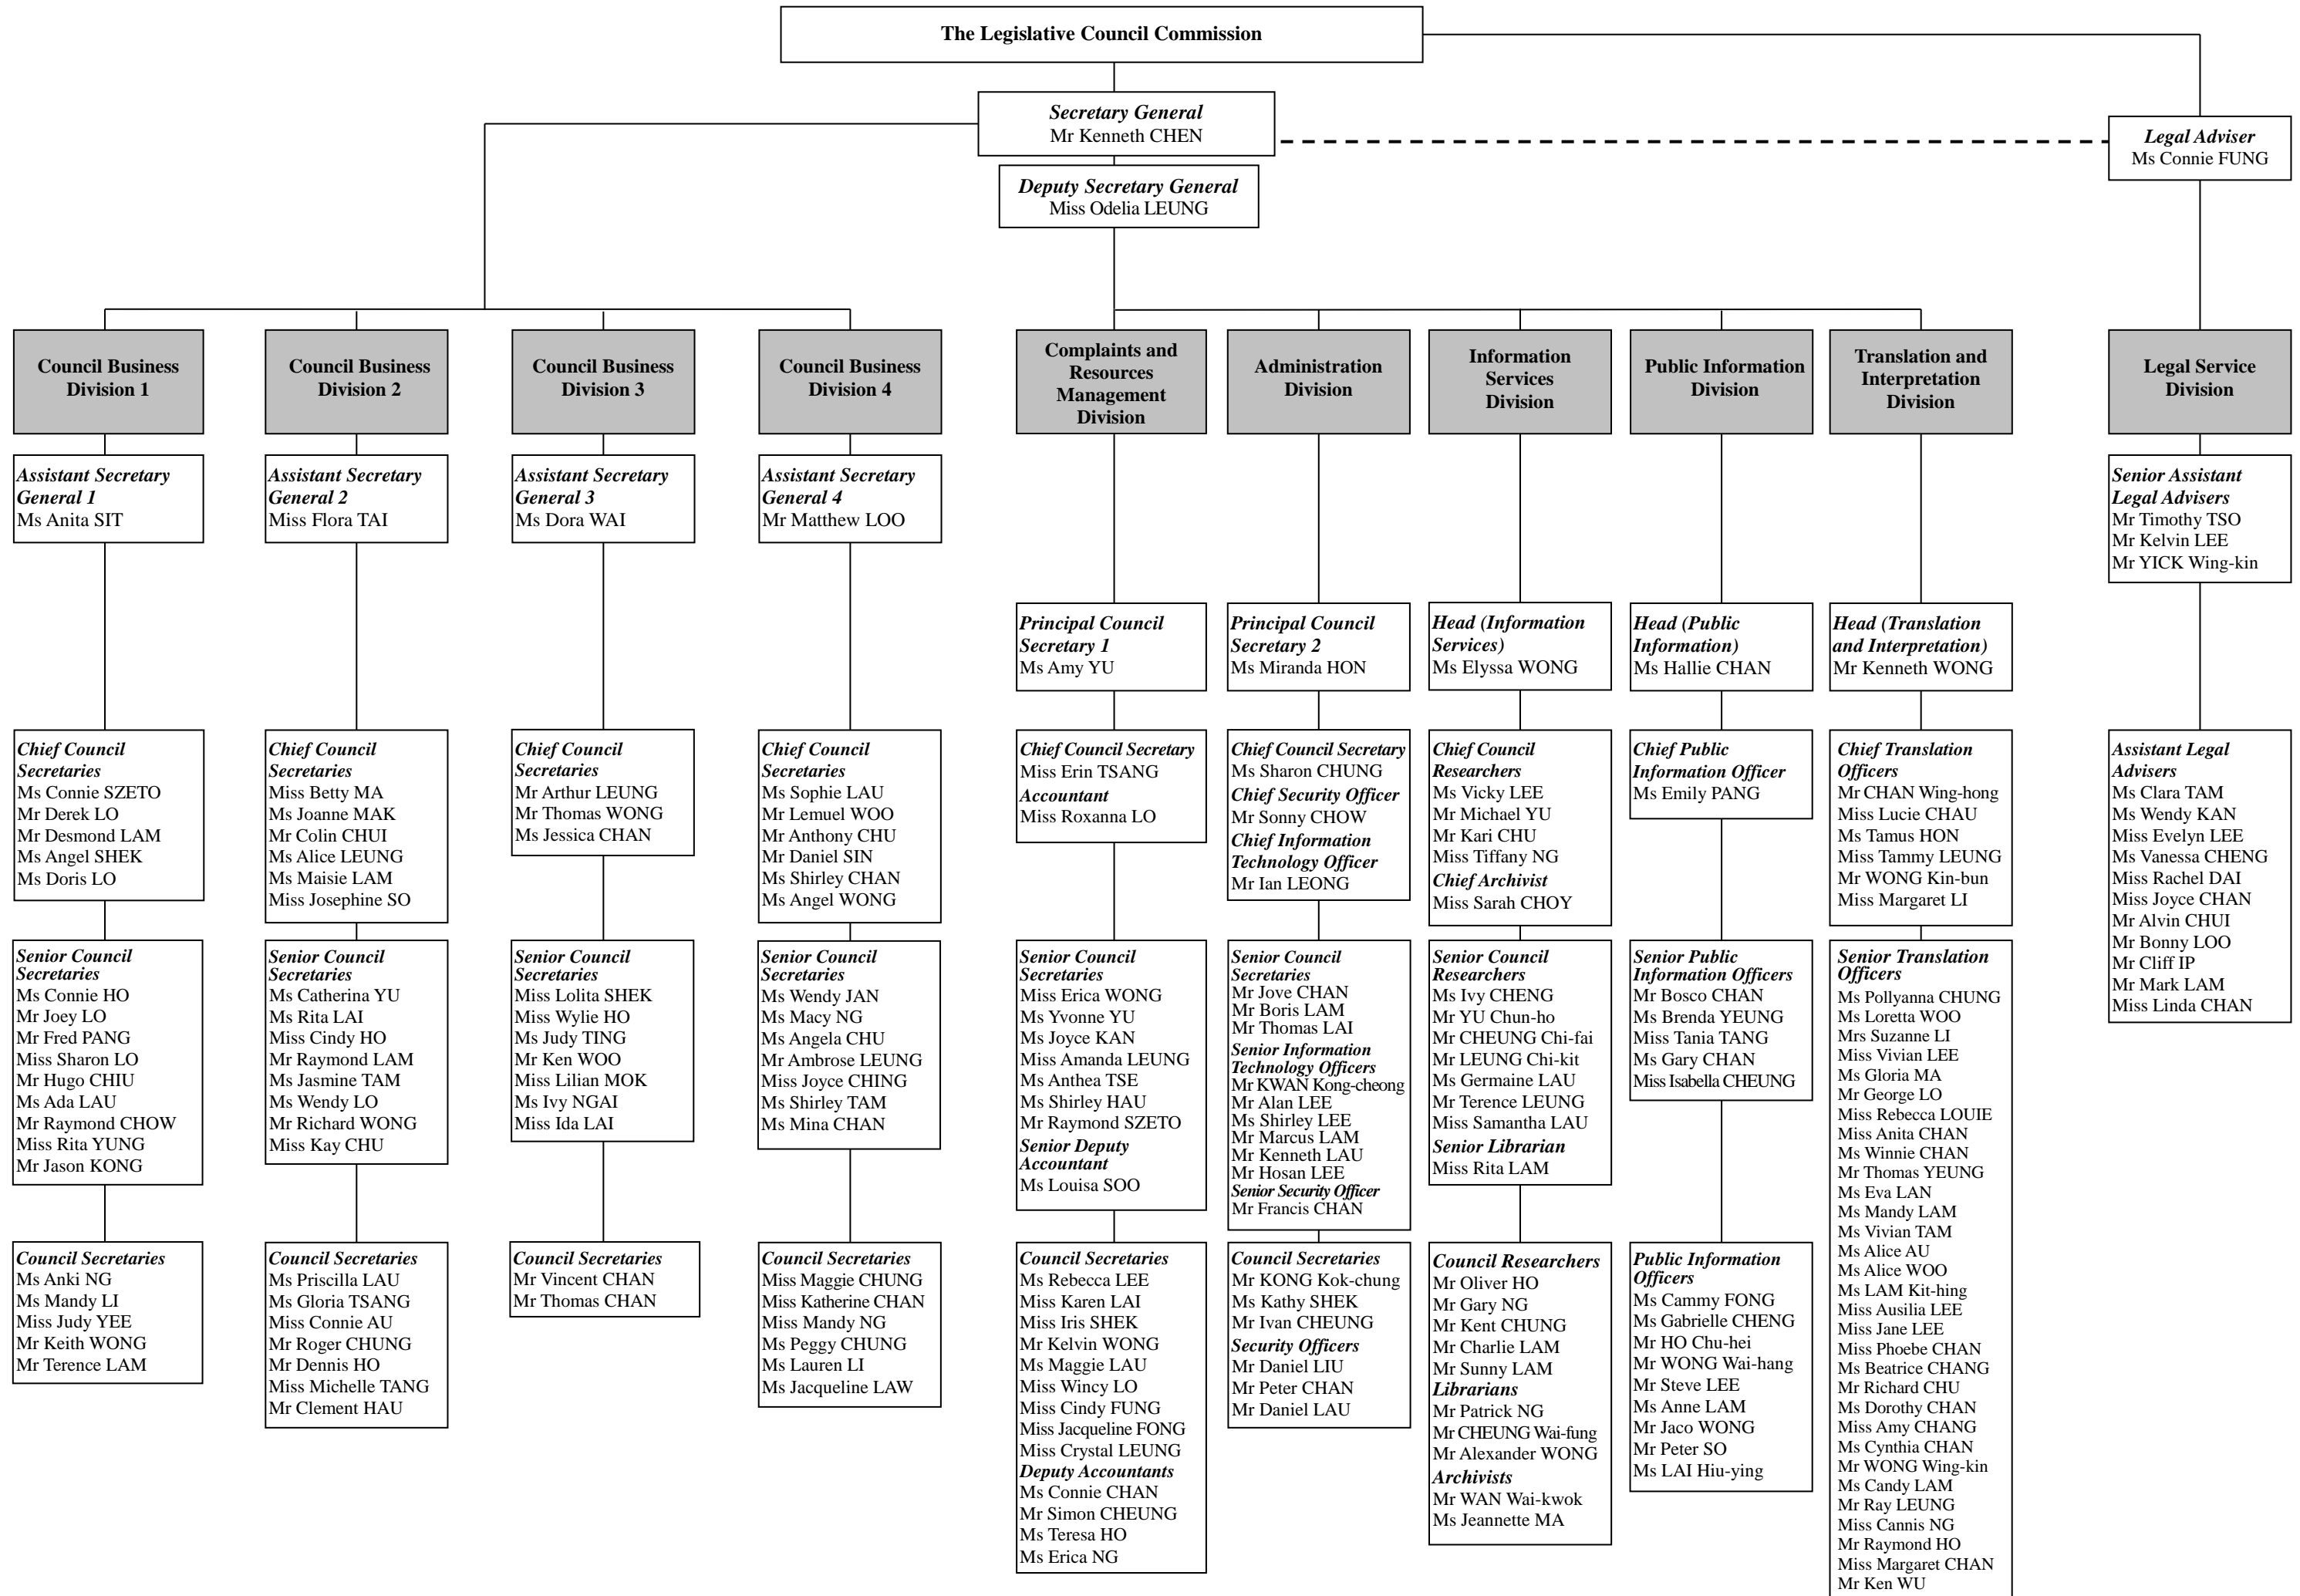 The Legislative Council Commission
Secretary General
Mr Kenneth CHEN
Legal Adviser
Ms Connie FUNG
Deputy Secretary General
Miss Odelia LEUNG
Council Business
Division 1
Assistant Secretary
General 1
Ms Anita SIT
Chief Council
Secretaries
Ms Connie SZETO
Mr Derek LO
Mr Desmond LAM
Ms Angel SHEK
Ms Doris LO
Senior Council
Secretaries
Ms Connie HO
Mr Joey LO
Mr Fred PANG
Miss Sharon LO
Mr Hugo CHIU
Ms Ada LAU
Mr Raymond CHOW
Miss Rita YUNG
Mr Jason KONG
Council Secretaries
Ms Anki NG
Ms Mandy LI
Miss Judy YEE
Mr Keith WONG
Mr Terence LAM
Council Business
Division 2
Assistant Secretary
General 2
Miss Flora TAI
Chief Council
Secretaries
Miss Betty MA
Ms Joanne MAK
Mr Colin CHUI
Ms Alice LEUNG
Ms Maisie LAM
Miss Josephine SO
Senior Council
Secretaries
Ms Catherina YU
Ms Rita LAI
Miss Cindy HO
Mr Raymond LAM
Ms Jasmine TAM
Ms Wendy LO
Mr Richard WONG
Miss Kay CHU
Council Secretaries
Ms Priscilla LAU
Ms Gloria TSANG
Miss Connie AU
Mr Roger CHUNG
Mr Dennis HO
Miss Michelle TANG
Mr Clement HAU
Council Business
Division 3
Assistant Secretary
General 3
Ms Dora WAI
Chief Council
Secretaries
Mr Arthur LEUNG
Mr Thomas WONG
Ms Jessica CHAN
Senior Council
Secretaries
Miss Lolita SHEK
Miss Wylie HO
Ms Judy TING
Mr Ken WOO
Miss Lilian MOK
Ms Ivy NGAI
Miss Ida LAI
Council Secretaries
Mr Vincent CHAN
Mr Thomas CHAN
Council Business
Division 4
Assistant Secretary
General 4
Mr Matthew LOO
Chief Council
Secretaries
Ms Sophie LAU
Mr Lemuel WOO
Mr Anthony CHU
Mr Daniel SIN
Ms Shirley CHAN
Ms Angel WONG
Senior Council
Secretaries
Ms Wendy JAN
Ms Macy NG
Ms Angela CHU
Mr Ambrose LEUNG
Miss Joyce CHING
Ms Shirley TAM
Ms Mina CHAN
Council Secretaries
Miss Maggie CHUNG
Miss Katherine CHAN
Miss Mandy NG
Ms Peggy CHUNG
Ms Lauren LI
Ms Jacqueline LAW
Complaints and
Resources
Management
Division
Principal Council
Secretary 1
Ms Amy YU
Chief Council Secretary
Miss Erin TSANG
Accountant
Miss Roxanna LO
Senior Council
Secretaries
Miss Erica WONG
Ms Yvonne YU
Ms Joyce KAN
Miss Amanda LEUNG
Ms Anthea TSE
Ms Shirley HAU
Mr Raymond SZETO
Senior Deputy
Accountant
Ms Louisa SOO
Council Secretaries
Ms Rebecca LEE
Miss Karen LAI
Miss Iris SHEK
Mr Kelvin WONG
Ms Maggie LAU
Miss Wincy LO
Miss Cindy FUNG
Miss Jacqueline FONG
Miss Crystal LEUNG
Deputy Accountants
Ms Connie CHAN
Mr Simon CHEUNG
Ms Teresa HO
Ms Erica NG
Administration
Division
Principal Council
Secretary 2
Ms Miranda HON
Chief Council Secretary
Ms Sharon CHUNG
Chief Security Officer
Mr Sonny CHOW
Chief Information
Technology Officer
Mr Ian LEONG
Senior Council
Secretaries
Mr Jove CHAN
Mr Boris LAM
Mr Thomas LAI
Senior Information
Technology Officers
Mr KWAN Kong-cheong
Mr Alan LEE
Ms Shirley LEE
Mr Marcus LAM
Mr Kenneth LAU
Mr Hosan LEE
Senior Security Officer
Mr Francis CHAN
Council Secretaries
Mr KONG Kok-chung
Ms Kathy SHEK
Mr Ivan CHEUNG
Security Officers
Mr Daniel LIU
Mr Peter CHAN
Mr Daniel LAU
Information
Services
Division
Head (Information
Services)
Ms Elyssa WONG
Chief Council
Researchers
Ms Vicky LEE
Mr Michael YU
Mr Kari CHU
Miss Tiffany NG
Chief Archivist
Miss Sarah CHOY
Senior Council
Researchers
Ms Ivy CHENG
Mr YU Chun-ho
Mr CHEUNG Chi-fai
Mr LEUNG Chi-kit
Ms Germaine LAU
Mr Terence LEUNG
Miss Samantha LAU
Senior Librarian
Miss Rita LAM
Council Researchers
Mr Oliver HO
Mr Gary NG
Mr Kent CHUNG
Mr Charlie LAM
Mr Sunny LAM
Librarians
Mr Patrick NG
Mr CHEUNG Wai-fung
Mr Alexander WONG
Archivists
Mr WAN Wai-kwok
Ms Jeannette MA
Public Information
Division
Head (Public
Information)
Ms Hallie CHAN
Chief Public
Information Officer
Ms Emily PANG
Senior Public
Information Officers
Mr Bosco CHAN
Ms Brenda YEUNG
Miss Tania TANG
Ms Gary CHAN
Miss Isabella CHEUNG
Public Information
Officers
Ms Cammy FONG
Ms Gabrielle CHENG
Mr HO Chu-hei
Mr WONG Wai-hang
Mr Steve LEE
Ms Anne LAM
Mr Jaco WONG
Mr Peter SO
Ms LAI Hiu-ying
Translation and
Interpretation
Division
Head (Translation
and Interpretation)
Mr Kenneth WONG
Chief Translation
Officers
Mr CHAN Wing-hong
Miss Lucie CHAU
Ms Tamus HON
Miss Tammy LEUNG
Mr WONG Kin-bun
Miss Margaret LI
Senior Translation
Officers
Ms Pollyanna CHUNG
Ms Loretta WOO
Mrs Suzanne LI
Miss Vivian LEE
Ms Gloria MA
Mr George LO
Miss Rebecca LOUIE
Miss Anita CHAN
Ms Winnie CHAN
Mr Thomas YEUNG
Ms Eva LAN
Ms Mandy LAM
Ms Vivian TAM
Ms Alice AU
Ms Alice WOO
Ms LAM Kit-hing
Miss Ausilia LEE
Miss Jane LEE
Miss Phoebe CHAN
Ms Beatrice CHANG
Mr Richard CHU
Ms Dorothy CHAN
Miss Amy CHANG
Ms Cynthia CHAN
Mr WONG Wing-kin
Ms Candy LAM
Mr Ray LEUNG
Miss Cannis NG
Mr Raymond HO
Miss Margaret CHAN
Mr Ken WU
Legal Service
Division
Senior Assistant
Legal Advisers
Mr Timothy TSO
Mr Kelvin LEE
Mr YICK Wing-kin
Assistant Legal
Advisers
Ms Clara TAM
Ms Wendy KAN
Miss Evelyn LEE
Ms Vanessa CHENG
Miss Rachel DAI
Miss Joyce CHAN
Mr Alvin CHUI
Mr Bonny LOO
Mr Cliff IP
Mr Mark LAM
Miss Linda CHAN